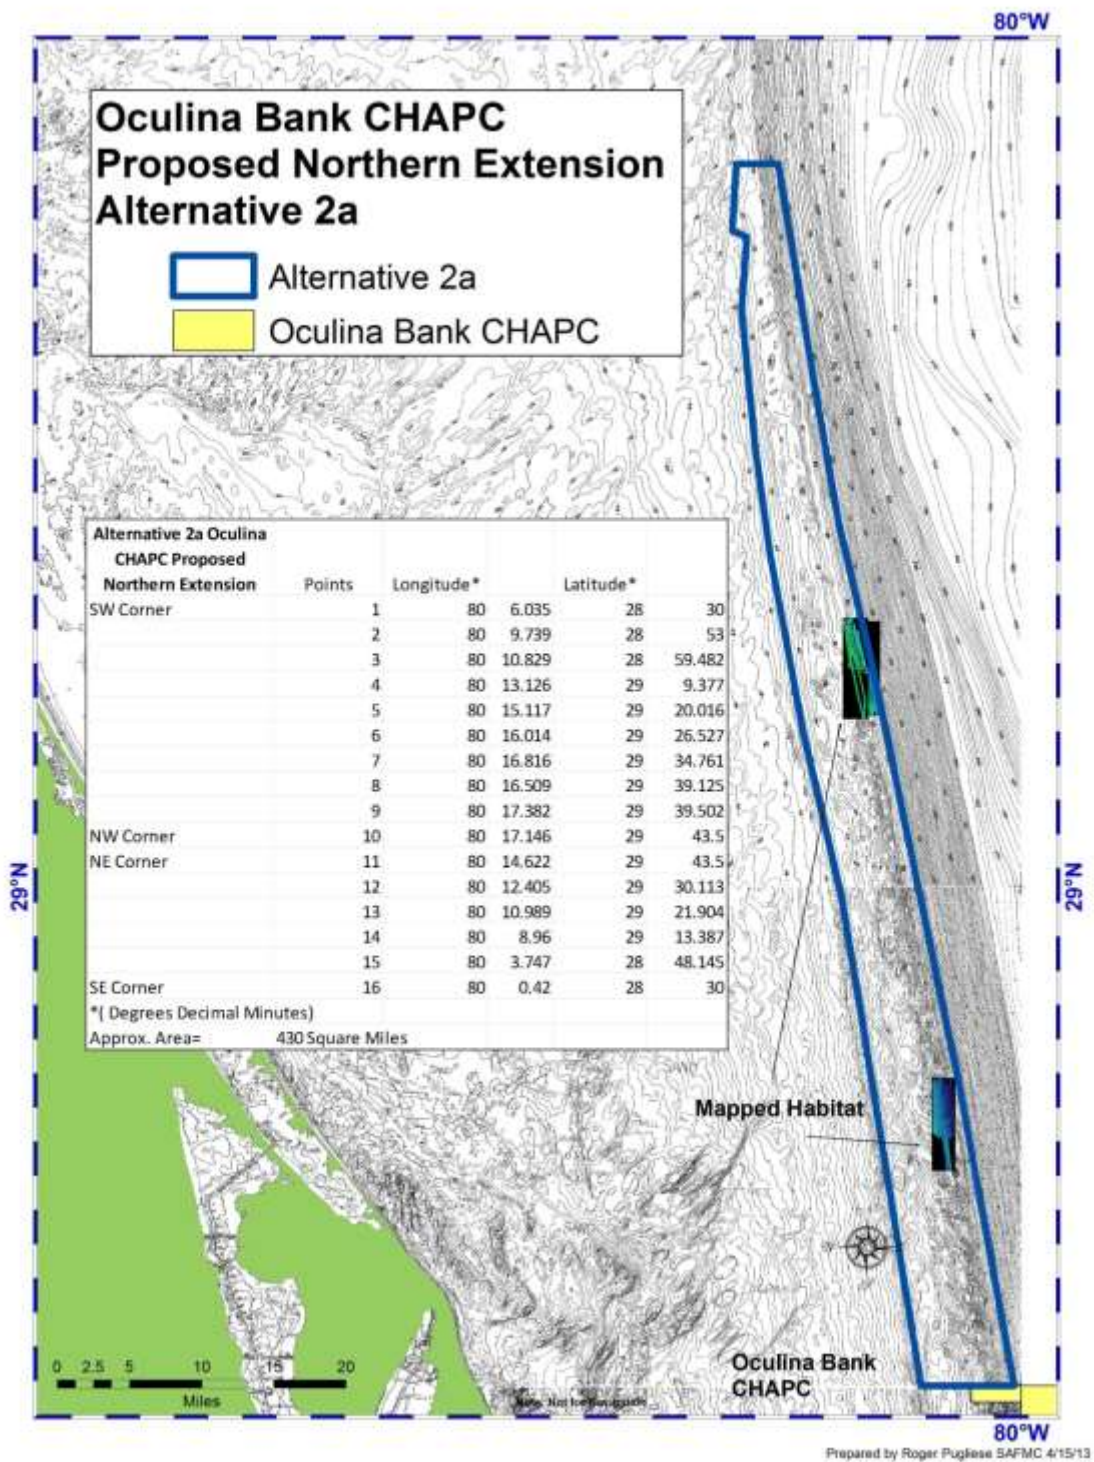 80°W
Oculina Bank CHAPC
Proposed Northern Extension
Alternative 2a
Alternative 2a
Oculina Bank CHAPC
Alternative 2a Oculina
CHAPC Proposed
Northern Extension Points Longitude* Latitude*
SW Corner 1 80 6.035 28 30
2 80 9.739 28 53
3 80 10.829 28 59.482
4 80 13.126 29 9.377
5 80 15.117 29 20.016
6 80 16.014 29 26.527
7 80 16.816 29 34.761
8 80 16.509 29 39.125
9 80 17.382 29 39.502
NW Corner 10 80 17.146 29 43.5
NE Corner 11 80 14.622 29 43.5
12 80 12.405 29 30.113
13 80 10.989 29 21.904
14 80 8.96 29 13.387
15 80 3.747 28 48.145
SE Corner 16 80 0.42 28 30
*( Degrees Decimal Minutes)
Approx. Area= 430 Square Miles
29°N
29°N
Mapped Habitat
Oculina Bank
CHAPC
0 2.5 5 10 15 20
Miles
80°W
Prepared by Roger Pugliese SAFMC 4/15/13